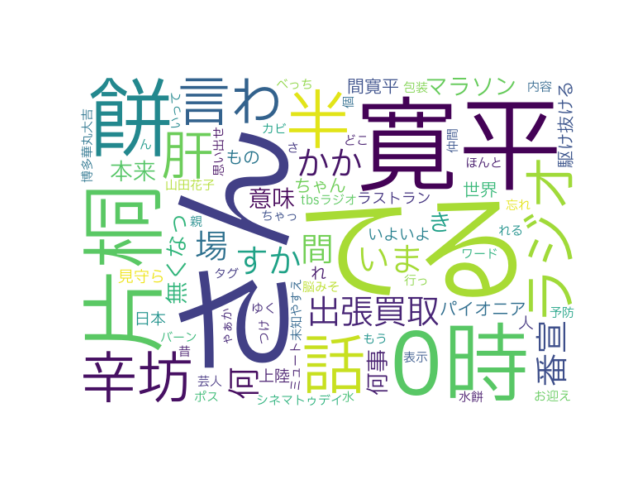 餅
言わ
半
寛平
べっち
間寛平
包装
マラソン
内容
個
いって
思い出せ
カビ
どこ
仲間
ほんと
駆け抜ける
博多華丸大吉
ん
本来
肝
もの
さ
かか
山田花子
意味
ちゃん
tbsラジオ
ラストラン
世界
忘れ
ラジオ
片桐
さん
てる
ちゃっ
無くなっ
親
場
すか
間
いよいよ
き
れる
いま
れ
行っ
ワード
見守ら
タグ
脳みそ
日本
やぁか
ゆく
つけ
未知やすえ
出張買取
パイオニア
人
予防
バーン
昔
ミュート
もう
0時
番宣
辛坊
何
上陸
話
何事
表示
芸人
ボス
シネマトゥデイ
水
水餅
お迎え